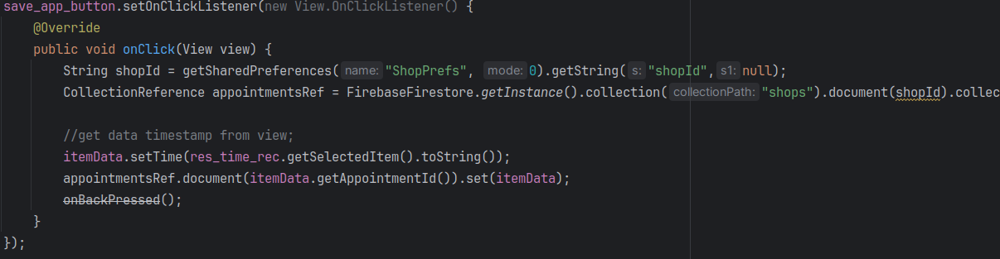 save_app_button.setOnClickListener(new View.OnClickListener() {
@Override
public void onClick(View view) {
String shopId = getSharedPreferences( name: "ShopPrefs", mode: 0).getString( s: "shopId", s1: null);
CollectionReference appointmentsRef = FirebaseFirestore.getInstance().collection( collectionPath: "shops").document(shopId).collec
//get data timestamp from view;
itemData.setTime(res_time_rec.getSelectedItem().toString());
appointmentsRef.document(itemData.getAppointmentId()).set(itemData);
onBackPressed();
}
});